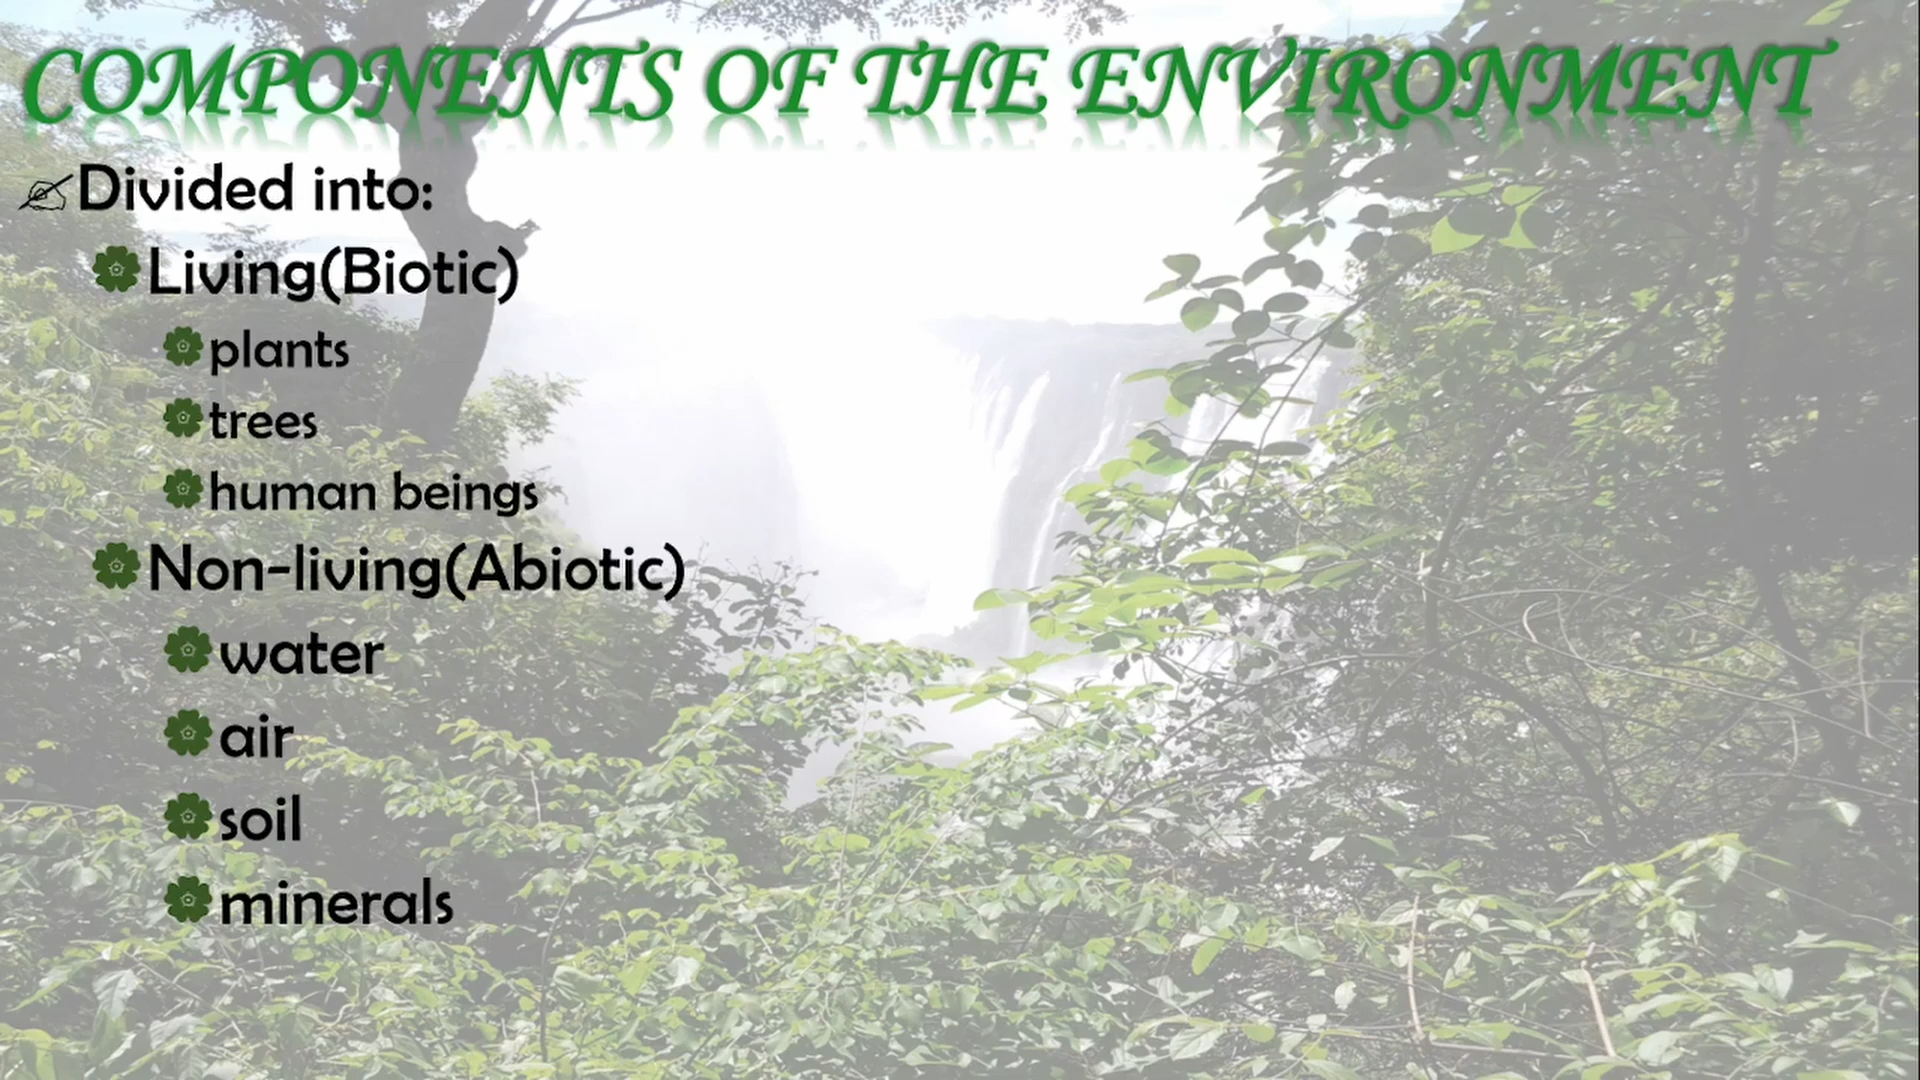 COMPONENTS OF THE ENVIRONMENT
Divided into:
Living(Biotic)
plants
trees
human beings
Non-living(Abiotic)
water
air
soil
minerals